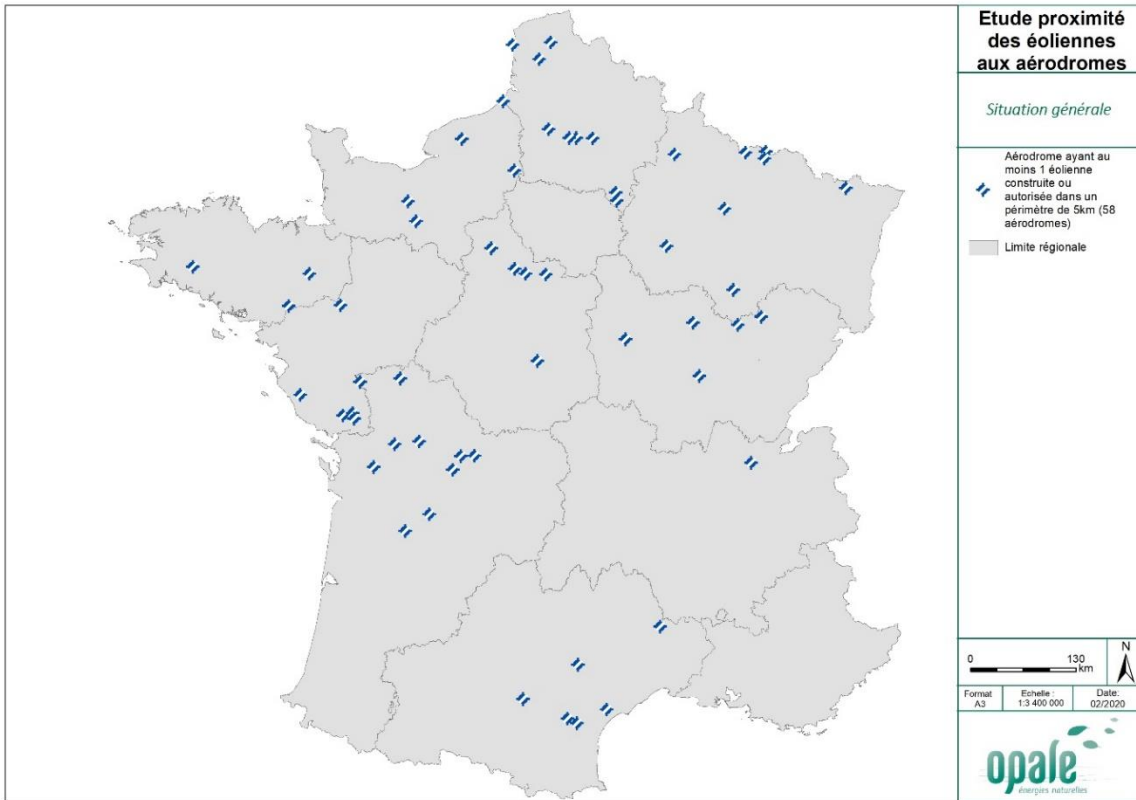 Etude proximité
des éoliennes
aux aérodromes
Situation générale
Aérodrome ayant au
moins 1 éolienne
construite ou
autorisée dans un
périmètre de 5km (58
aérodromes)
Limite régionale
0 130
km
N
Format
A3
Echelle :
1:3 400 000
Date:
02/2020
opale
énergies naturelles